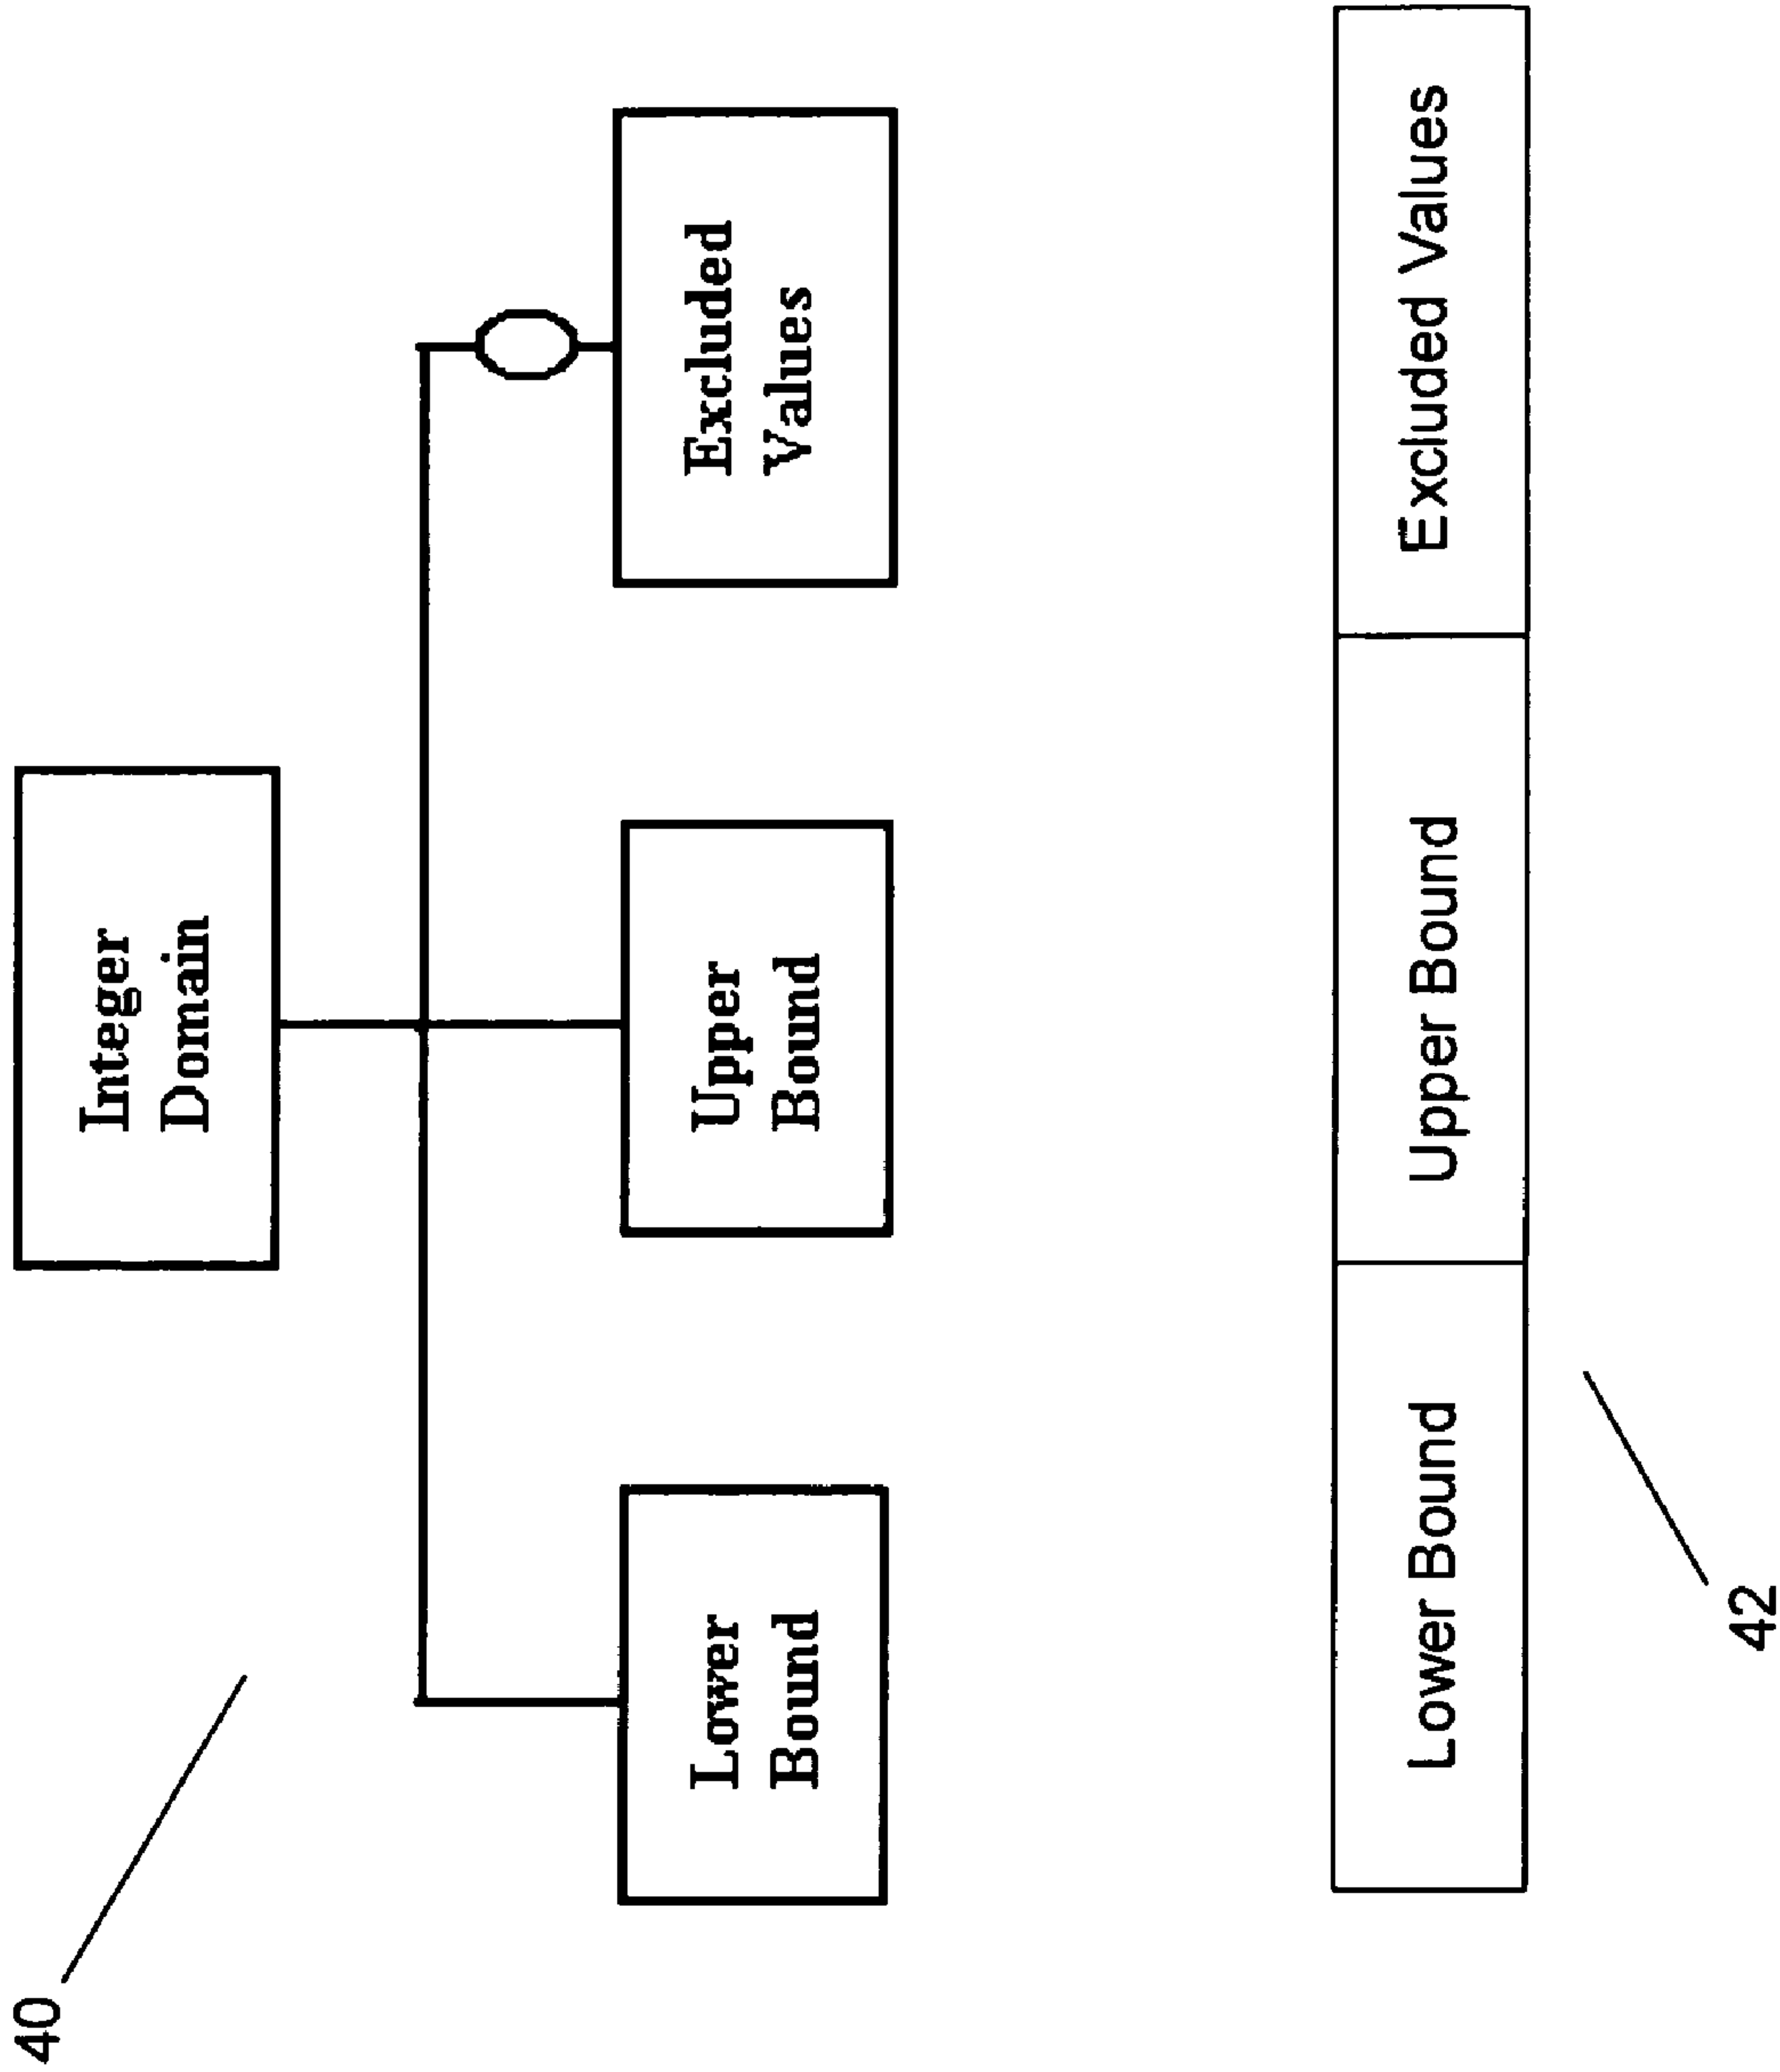 40
Integer
Domain
Lower
Bound
Upper
Bound
Excluded
Values
Lower Bound
Upper Bound
Excluded Values
42